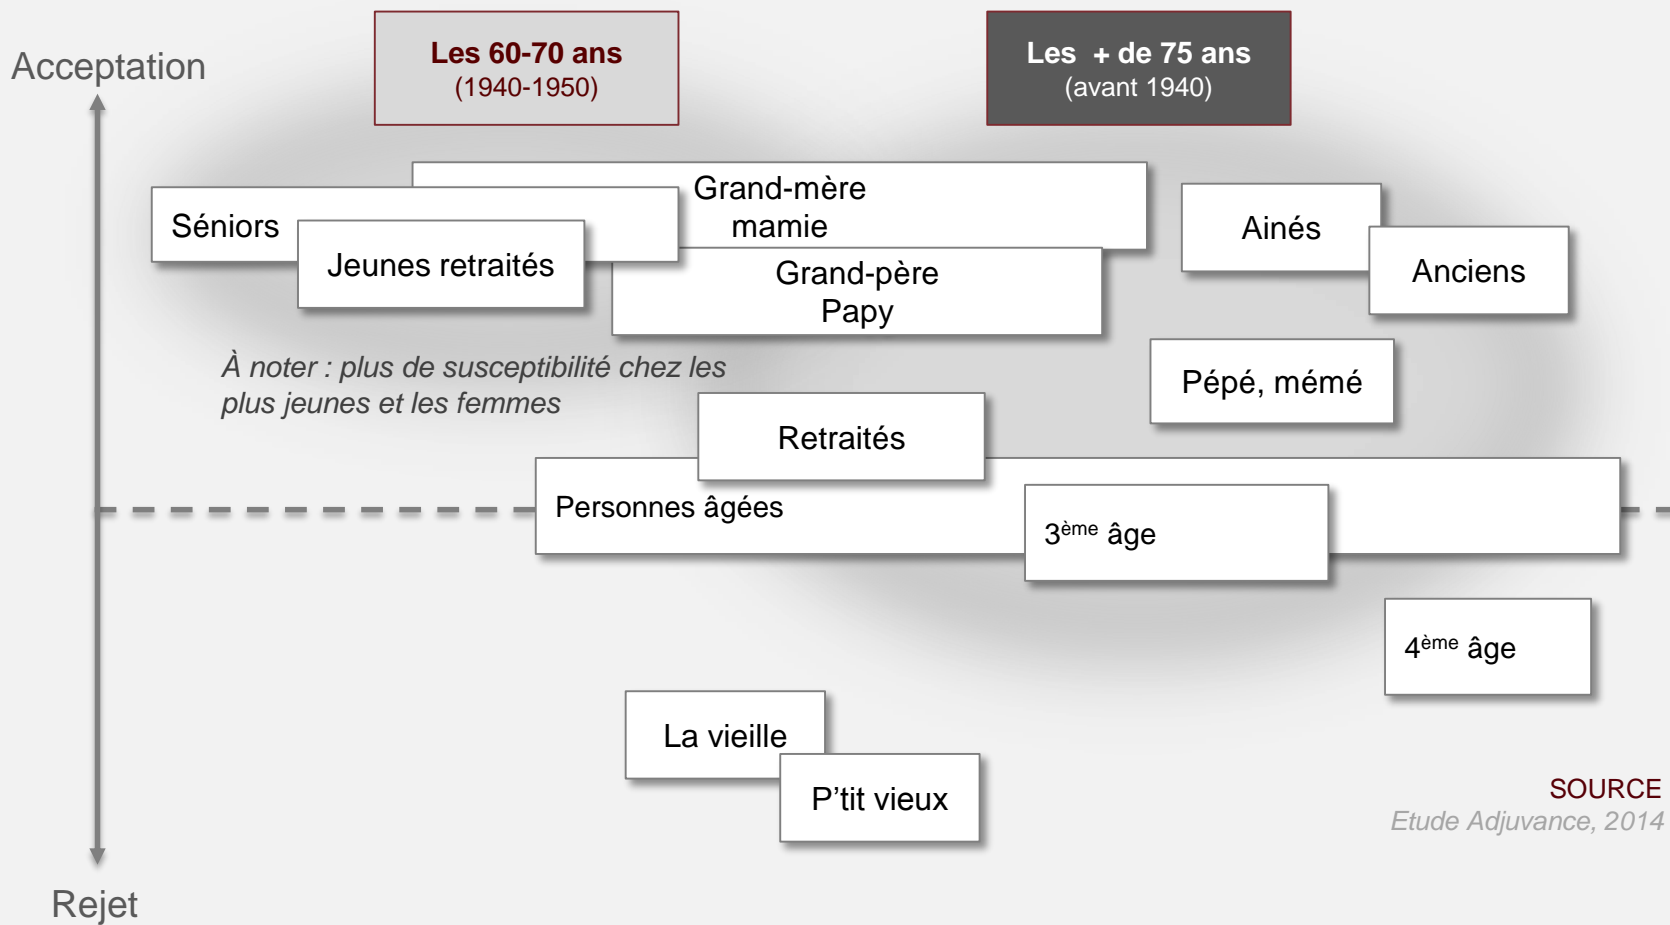 Les 60-70 ans
(1940-1950)
Les + de 75 ans
(avant 1940)
Acceptation
Grand-mère
mamie
Séniors
Jeunes retraités
Grand-père
Papy
Ainés
Anciens
À noter : plus de susceptibilité chez les
plus jeunes et les femmes
Pépé, mémé
Retraités
Personnes âgées
3ème âge
4ème âge
La vieille
P'tit vieux
SOURCE
Etude Adjuvance, 2014
Rejet